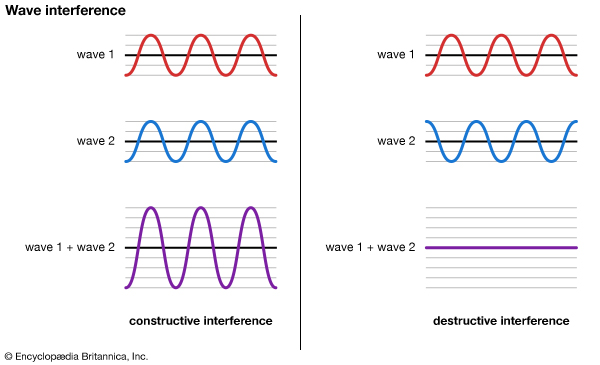 Wave interference
wave 1
wave 2
wave 1 + wave 2
constructive interference
wave 1
wave 2
wave 1 + wave 2
destructive interference
© Encyclopædia Britannica, Inc.